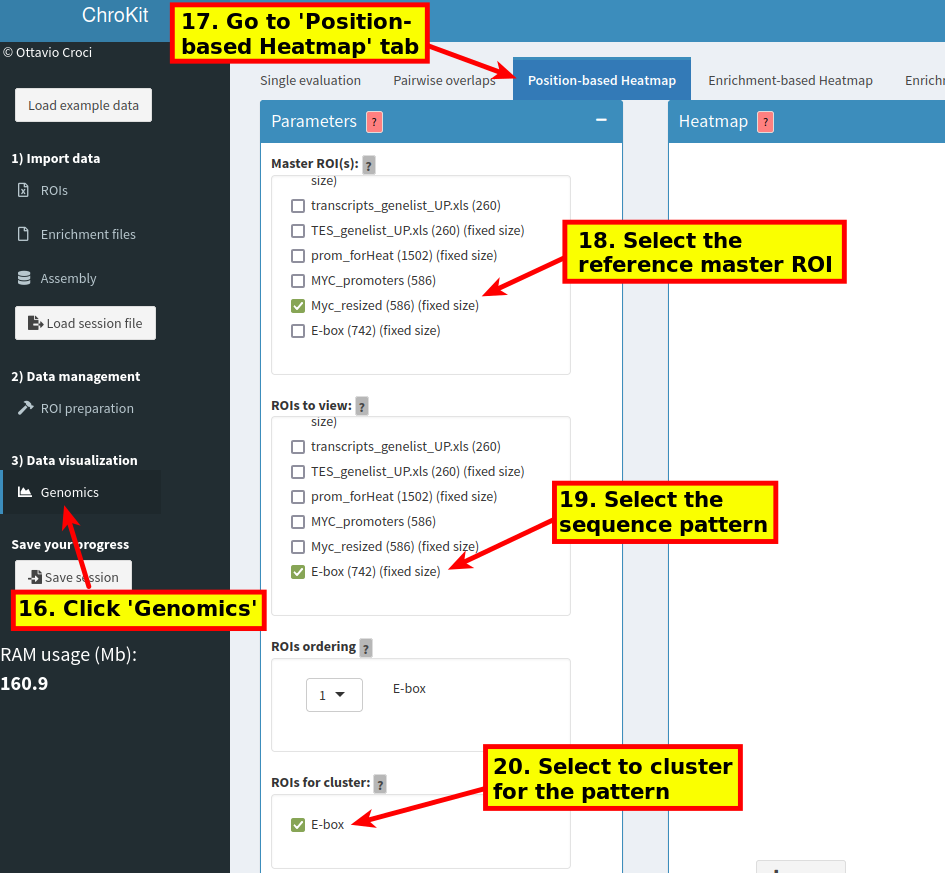 ChroKit
17. Go to 'Position-
based Heatmap' tab
© Ottavio Croci
Load example data
1) Import data
ROIs
Enrichment files
Assembly
Load session file
2) Data management
ROI preparation
3) Data visualization
Genomics
Save your progress
Save session
16. Click 'Genomics'
RAM usage (Mb):
160.9
Single evaluation
Pairwise overlaps
Position-based Heatmap
Enrichment-based Heatmap
Parameters ?
Heatmap ?
Master ROI(s): ?
size)
transcripts_genelist_UP.xls (260)
TES_genelist_UP.xls (260) (fixed size)
prom_forHeat (1502) (fixed size)
MYC_promoters (586)
Myc_resized (586) (fixed size)
E-box (742) (fixed size)
18. Select the
reference master ROI
ROIs to view: ?
size)
transcripts_genelist_UP.xls (260)
TES_genelist_UP.xls (260) (fixed size)
prom_forHeat (1502) (fixed size)
MYC_promoters (586)
Myc_resized (586) (fixed size)
E-box (742) (fixed size)
19. Select the
sequence pattern
ROIs ordering ?
1
E-box
ROIs for cluster: ?
E-box
20. Select to cluster
for the pattern